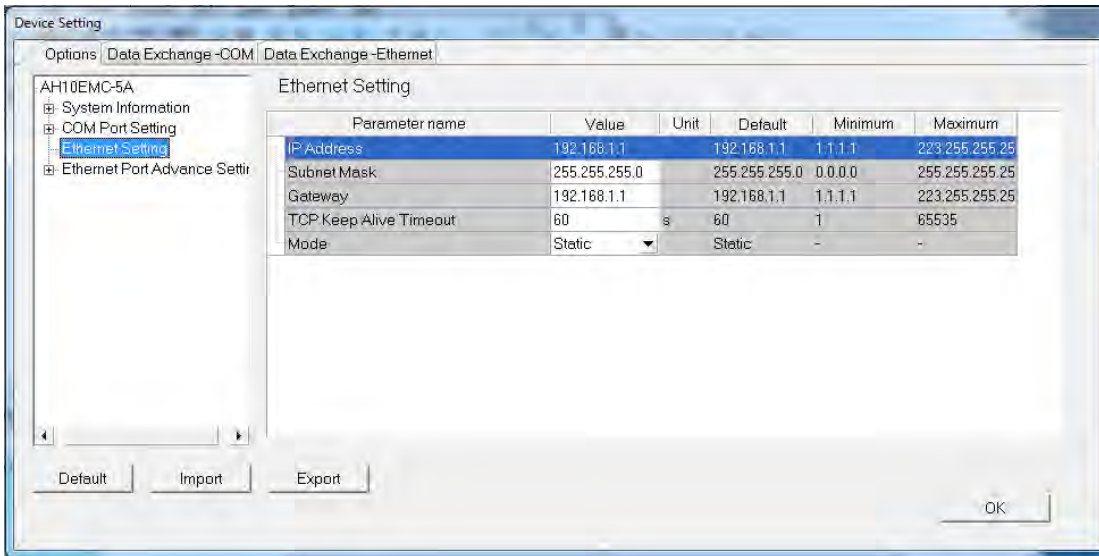 Device Setting
Options Data Exchange -COM Data Exchange -Ethernet
AH10EMC-5A
System Information
COM Port Setting
Ethernet Setting
Ethernet Port Advance Settir
Ethernet Setting
Parameter name Value Unit Default Minimum Maximum
IP Address 192.168.1.1 192.168.1.1 1.1.1.1 223.255.255.25
Subnet Mask 255.255.255.0 255.255.255.0 0.0.0.0 255.255.255.25
Gateway 192.168.1.1 192.168.1.1 1.1.1.1 223.255.255.25
TCP Keep Alive Timeout 60 s 60 1 65535
Mode Static Static - -
Default Import Export
OK